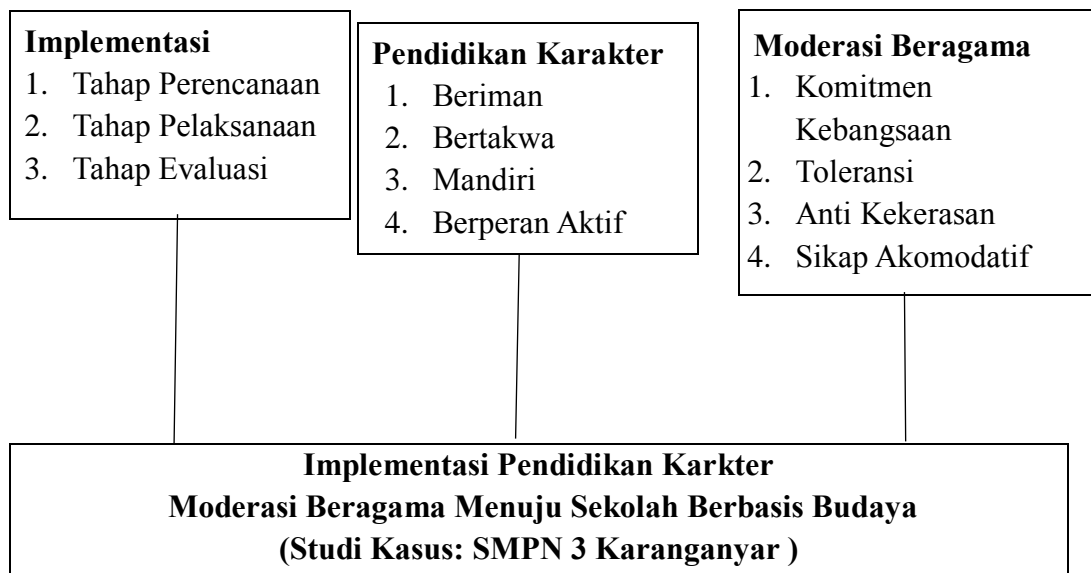 Implementasi
1. Tahap Perencanaan
2. Tahap Pelaksanaan
3. Tahap Evaluasi
Pendidikan Karakter
1. Beriman
2. Bertakwa
3. Mandiri
4. Berperan Aktif
Moderasi Beragama
1. Komitmen
Kebangsaan
2. Toleransi
3. Anti Kekerasan
4. Sikap Akomodatif
Implementasi Pendidikan Karkter
Moderasi Beragama Menuju Sekolah Berbasis Budaya
(Studi Kasus: SMPN 3 Karanganyar )